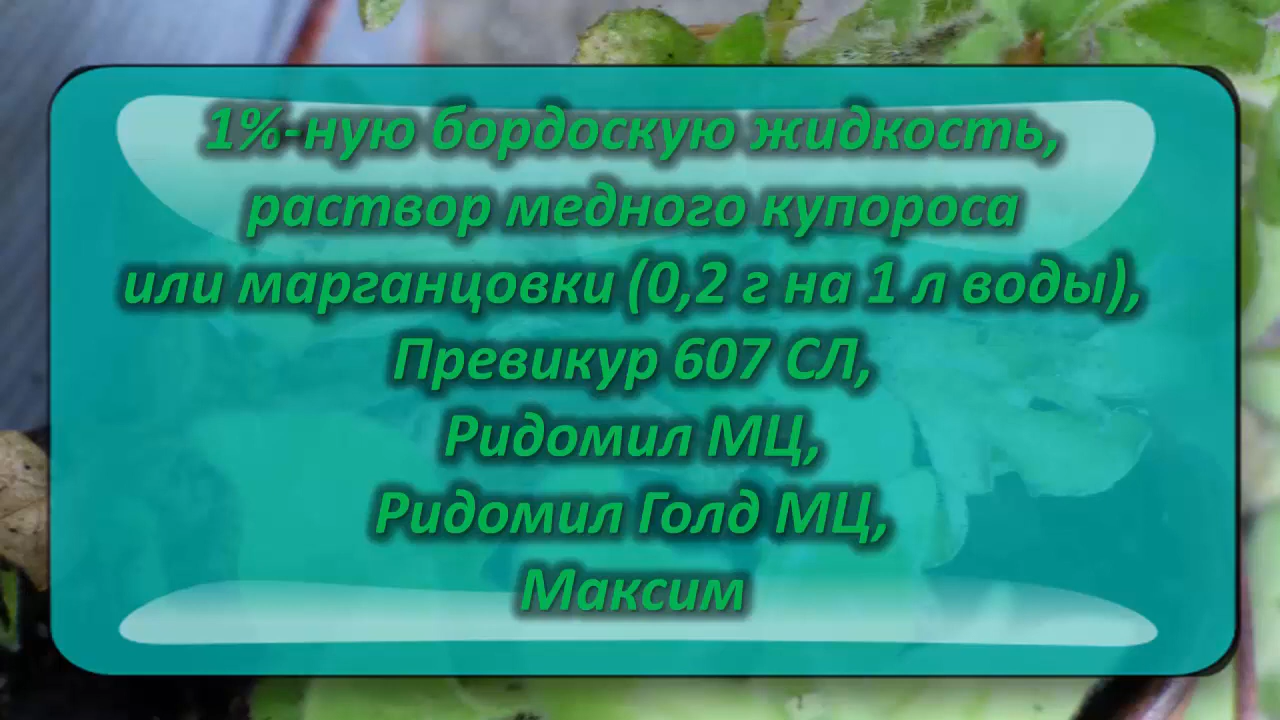 1%-ную бордоскую жидкость,
раствор медного купороса
или марганцовки (0,2 г на 1 л воды),
Превикур 607 СЛ,
Ридомил МЦ,
Ридомил Голд МЦ,
Максим